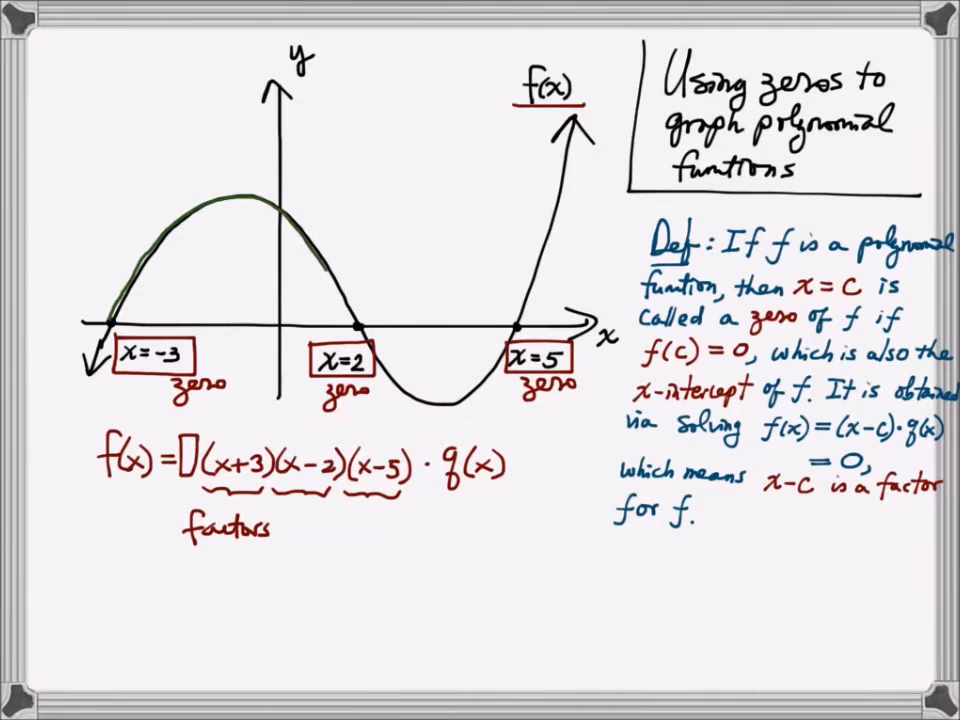 y
f(x)
x
x=-3
zero
x=2
zero
x=5
zero
f(x) = ▯(x+3)(x-2)(x-5) · q(x)
factors
Using zeros to
graph polynomial
functions
Def: If f is a polynomial
function, then x = c is
called a zero of f if
f(c) = 0, which is also the
x-intercept of f. It is obtained
via solving f(x) = (x-c)·q(x)
= 0,
which means x-c is a factor
for f.